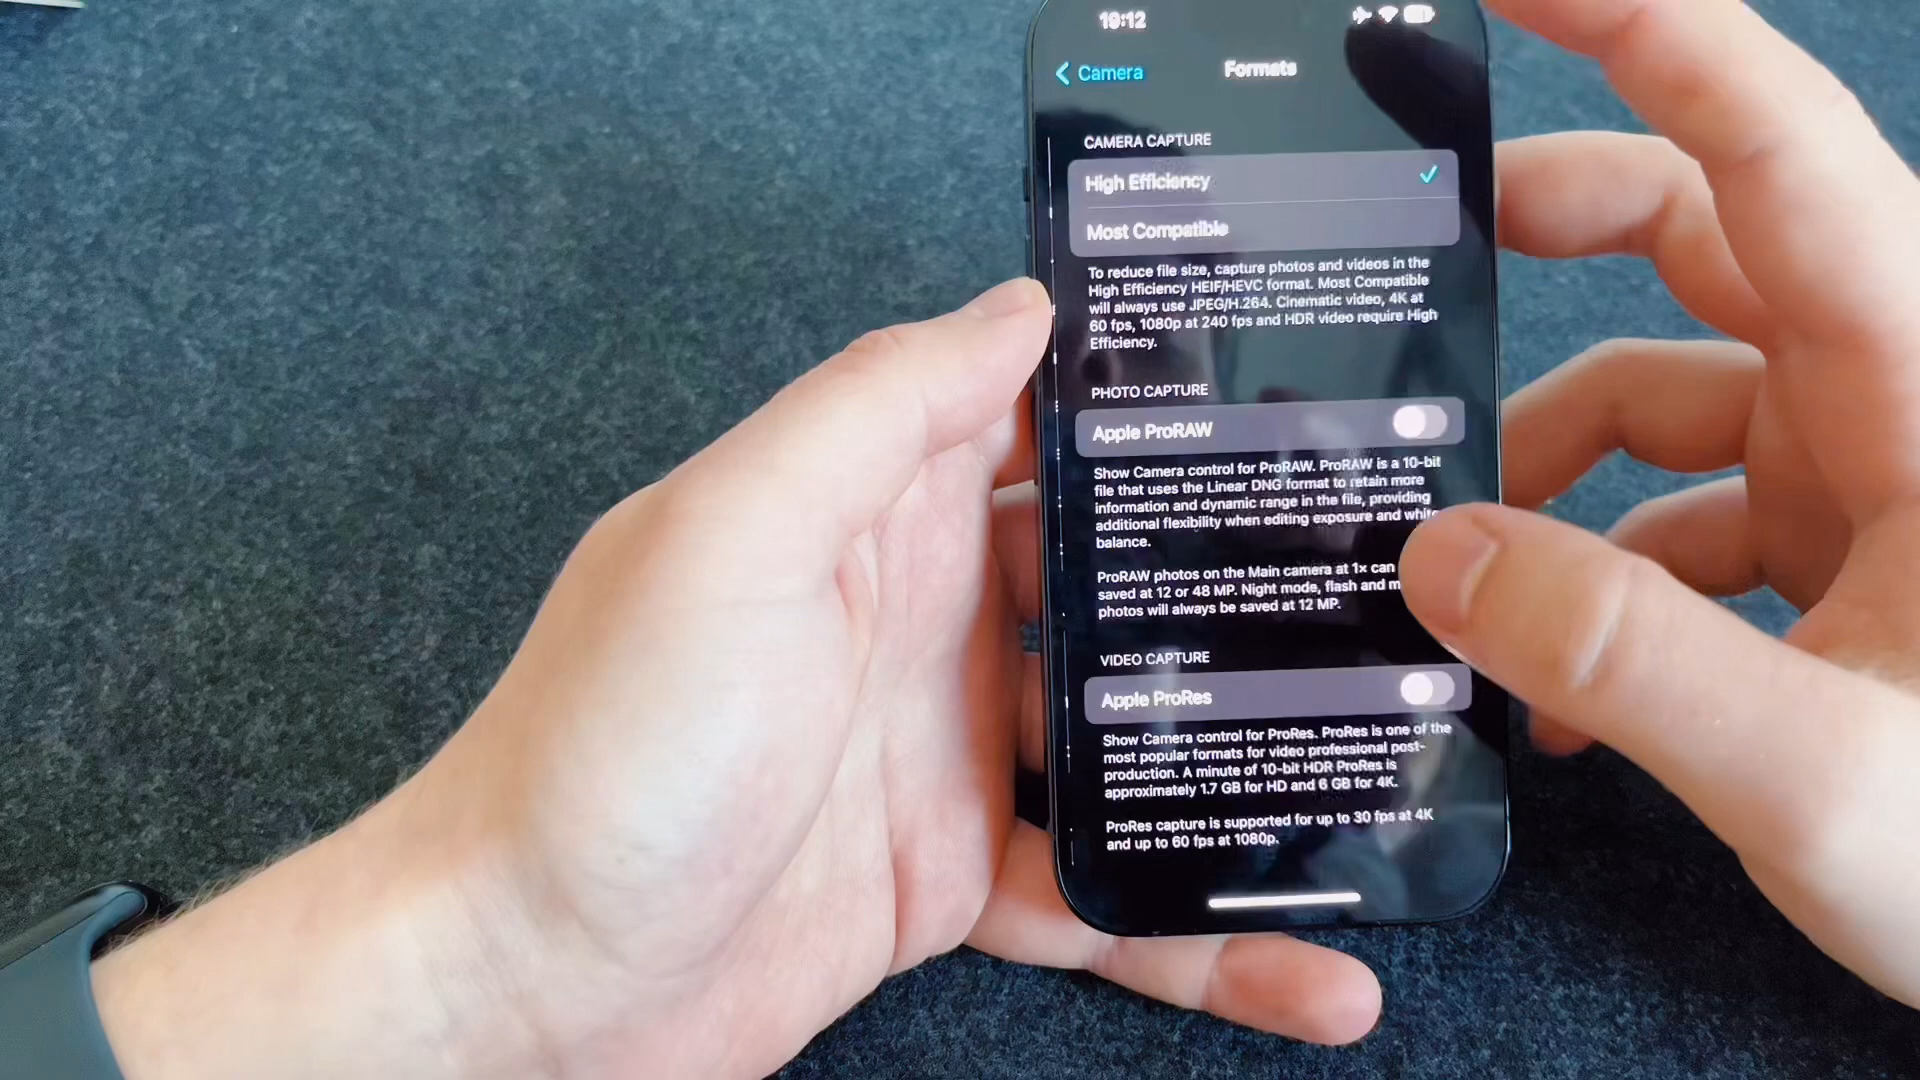 19:12
Camera
Formats
CAMERA CAPTURE
High Efficiency
Most Compatible
To reduce file size, capture photos and videos in the
High Efficiency HEIF/HEVC format. Most Compatible
will always use JPEG/H.264. Cinematic video, 4K at
60 fps, 1080p at 240 fps and HDR video require High
Efficiency.
PHOTO CAPTURE
Apple ProRAW
Show Camera control for ProRAW. ProRAW is a 10-bit
file that uses the Linear DNG format to retain more
information and dynamic range in the file, providing
additional flexibility when editing exposure and white
balance.
ProRAW photos on the Main camera at 1x can
saved at 12 or 48 MP. Night mode, flash and
photos will always be saved at 12 MP.
VIDEO CAPTURE
Apple ProRes
Show Camera control for ProRes. ProRes is one of the
most popular formats for video professional post-
production. A minute of 10-bit HDR ProRes is
approximately 1.7 GB for HD and 6 GB for 4K.
ProRes capture is supported for up to 30 fps at 4K
and up to 60 fps at 1080p.